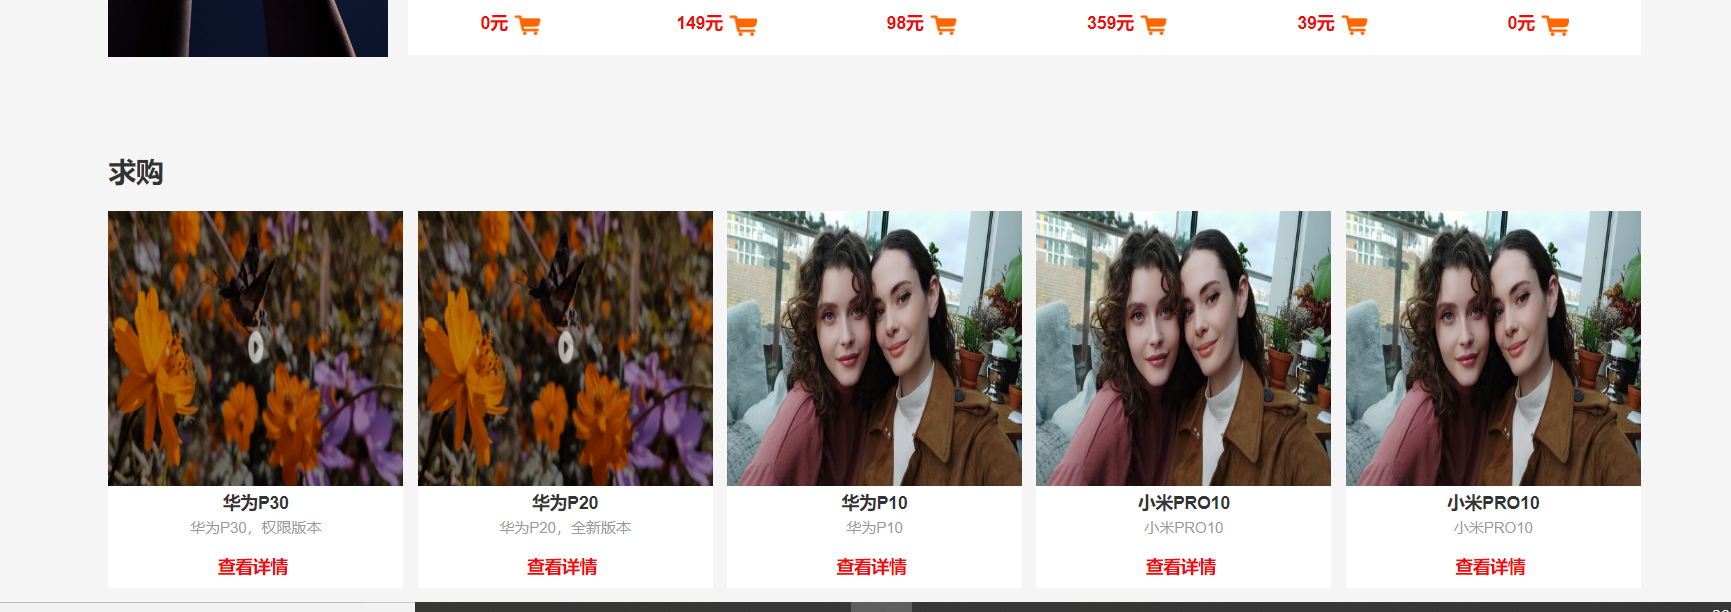 0元 149元 98元 359元 39元 0元
求购
华为P30 华为P20 华为P10 小米PRO10 小米PRO10
华为P30，权限版本 华为P20，全新版本 华为P10 小米PRO10 小米PRO10
查看详情 查看详情 查看详情 查看详情 查看详情